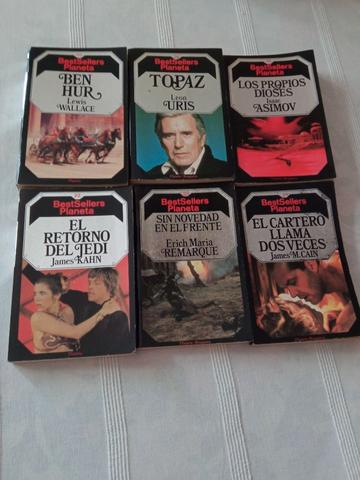 BestSellers
Planeta
BEN
HUR
Lewis
WALLACE
BestSellers
Planeta
TOPAZ
Leon
URIS
BestSellers
Planeta
LOS PROPIOS
DIOSES
Isaac
ASIMOV
BestSellers
Planeta
EL
RETORNO
DEL JEDI
James KAHN
BestSellers
Planeta
SIN NOVEDAD
EN EL FRENTE
Erich Maria
REMARQUE
BestSellers
Planeta
EL CARTERO
LLAMA
DOS VECES
James M. CAIN